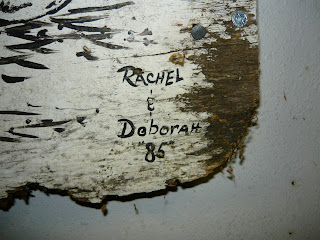 RACHEL
-&-
DeboRAH
"85"